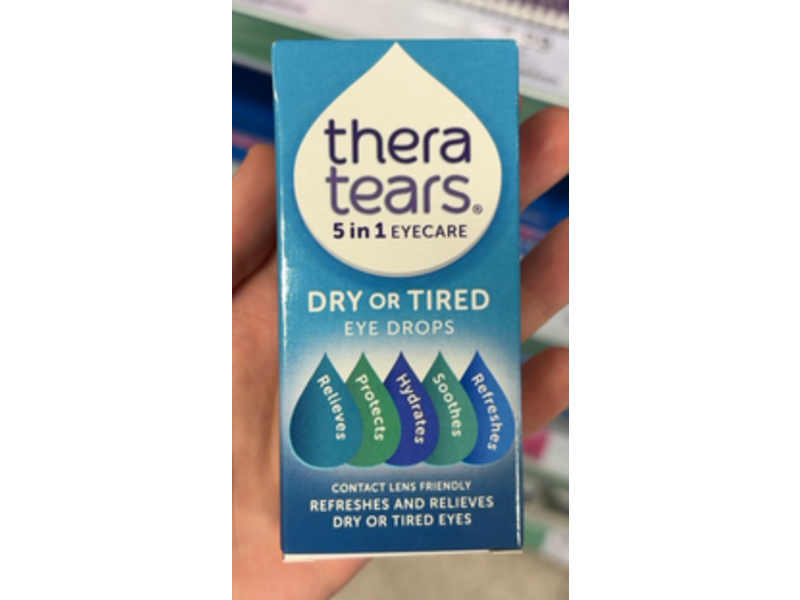 thera
tears®
5 in 1 EYECARE
DRY OR TIRED
EYE DROPS
Relieves
Protects
Hydrates
Soothes
Refreshes
CONTACT LENS FRIENDLY
REFRESHES AND RELIEVES
DRY OR TIRED EYES